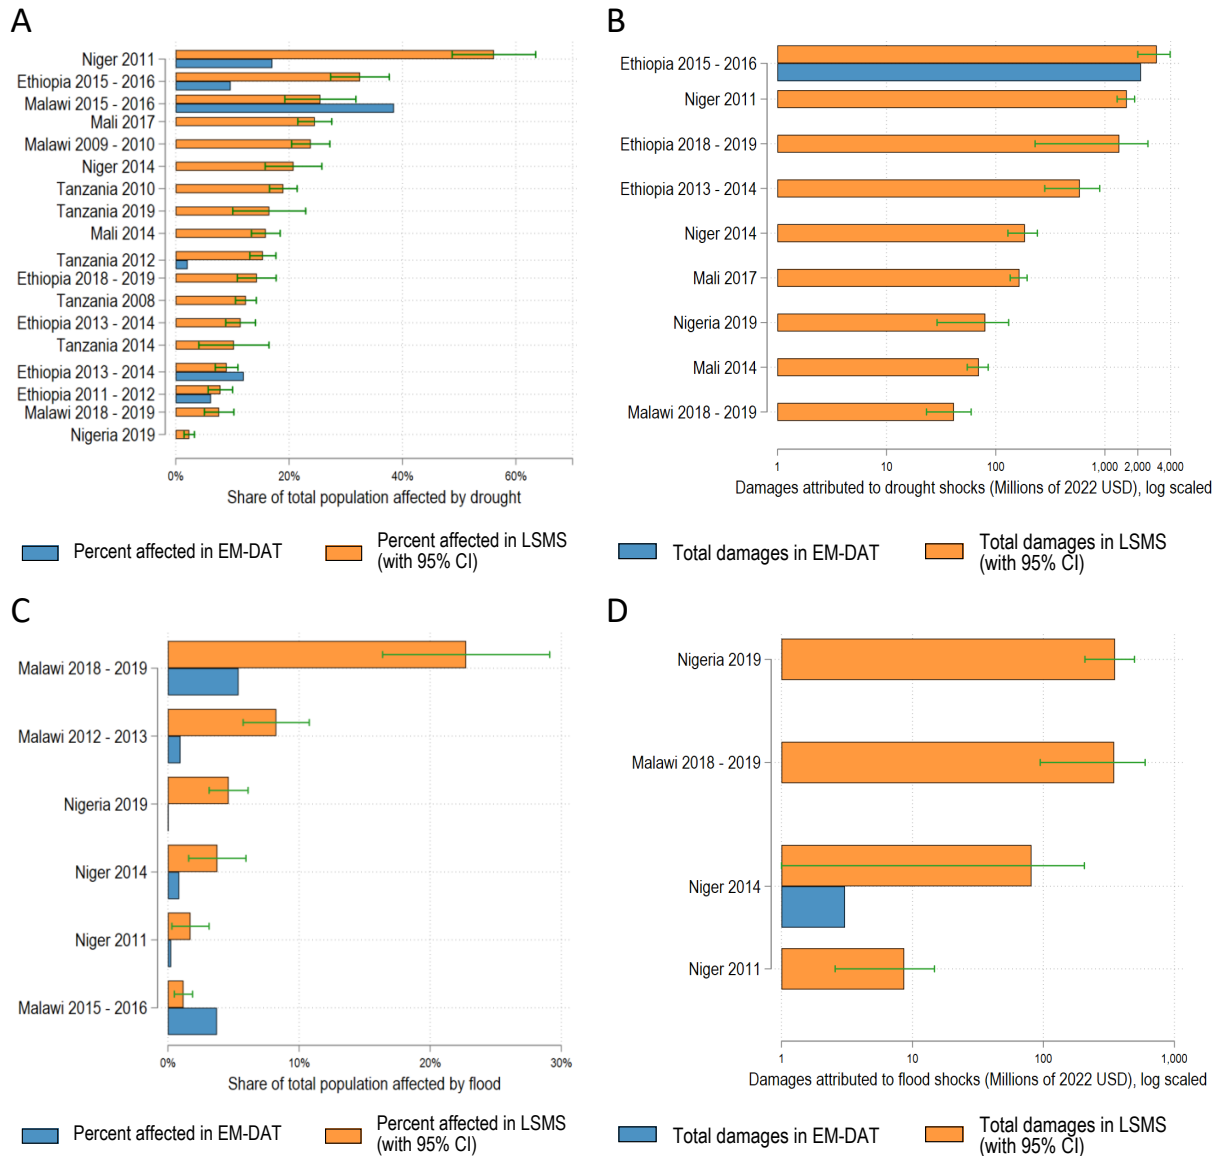 A
Niger 2011
Ethiopia 2015 - 2016
Malawi 2015 - 2016
Mali 2017
Malawi 2009 - 2010
Niger 2014
Tanzania 2010
Tanzania 2019
Mali 2014
Tanzania 2012
Ethiopia 2018 - 2019
Tanzania 2008
Ethiopia 2013 - 2014
Tanzania 2014
Ethiopia 2013 - 2014
Ethiopia 2011 - 2012
Malawi 2018 - 2019
Nigeria 2019
0% 20% 40% 60%
Share of total population affected by drought
Percent affected in EM-DAT
Percent affected in LSMS
(with 95% CI)
B
Ethiopia 2015 - 2016
Niger 2011
Ethiopia 2018 - 2019
Ethiopia 2013 - 2014
Niger 2014
Mali 2017
Nigeria 2019
Mali 2014
Malawi 2018 - 2019
1 10 100 1,000 2,000 4,000
Damages attributed to drought shocks (Millions of 2022 USD), log scaled
Total damages in EM-DAT
Total damages in LSMS
(with 95% CI)
C
Malawi 2018 - 2019
Malawi 2012 - 2013
Nigeria 2019
Niger 2014
Niger 2011
Malawi 2015 - 2016
0% 10% 20% 30%
Share of total population affected by flood
Percent affected in EM-DAT
Percent affected in LSMS
(with 95% CI)
D
Nigeria 2019
Malawi 2018 - 2019
Niger 2014
Niger 2011
1 10 100 1,000
Damages attributed to flood shocks (Millions of 2022 USD), log scaled
Total damages in EM-DAT
Total damages in LSMS
(with 95% CI)